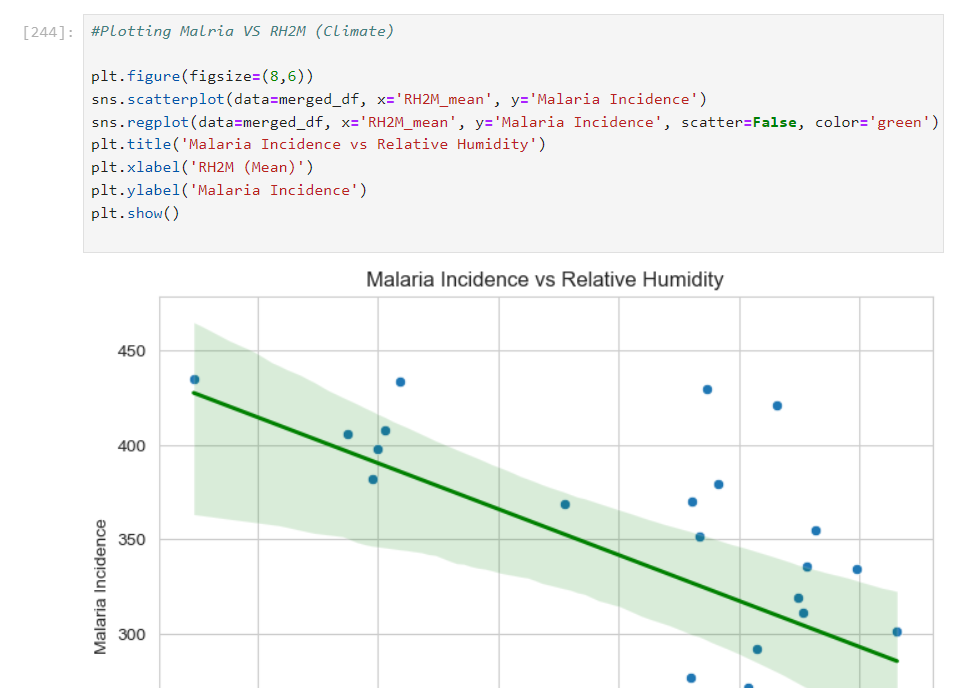 [244]: #Plotting Malria VS RH2M (Climate)
plt.figure(figsize=(8,6))
sns.scatterplot(data=merged_df, x='RH2M_mean', y='Malaria Incidence')
sns.regplot(data=merged_df, x='RH2M_mean', y='Malaria Incidence', scatter=False, color='green')
plt.title('Malaria Incidence vs Relative Humidity')
plt.xlabel('RH2M (Mean)')
plt.ylabel('Malaria Incidence')
plt.show()
Malaria Incidence vs Relative Humidity
450
400
350
300
Malaria Incidence